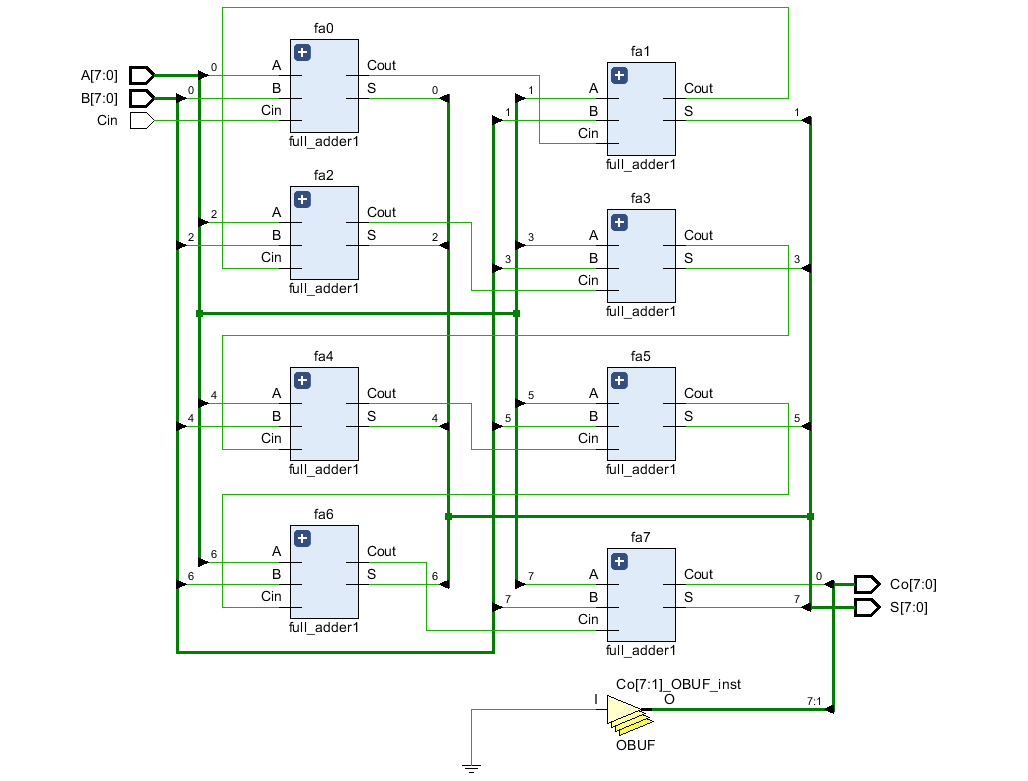 fa0
fa1
A[7:0]
B[7:0]
Cin
0
0
A
B
Cin
Cout
S
0
full_adder1
1
1
A
B
Cin
Cout
S
1
full_adder1
fa2
2
2
A
B
Cin
Cout
S
2
full_adder1
fa3
3
3
A
B
Cin
Cout
S
3
full_adder1
fa4
4
4
A
B
Cin
Cout
S
4
full_adder1
fa5
5
5
A
B
Cin
Cout
S
5
full_adder1
fa6
6
6
A
B
Cin
Cout
S
6
full_adder1
fa7
7
7
A
B
Cin
Cout
S
0
7
full_adder1
Co[7:0]
S[7:0]
Co[7:1]_OBUF_inst
I
O
7:1
OBUF